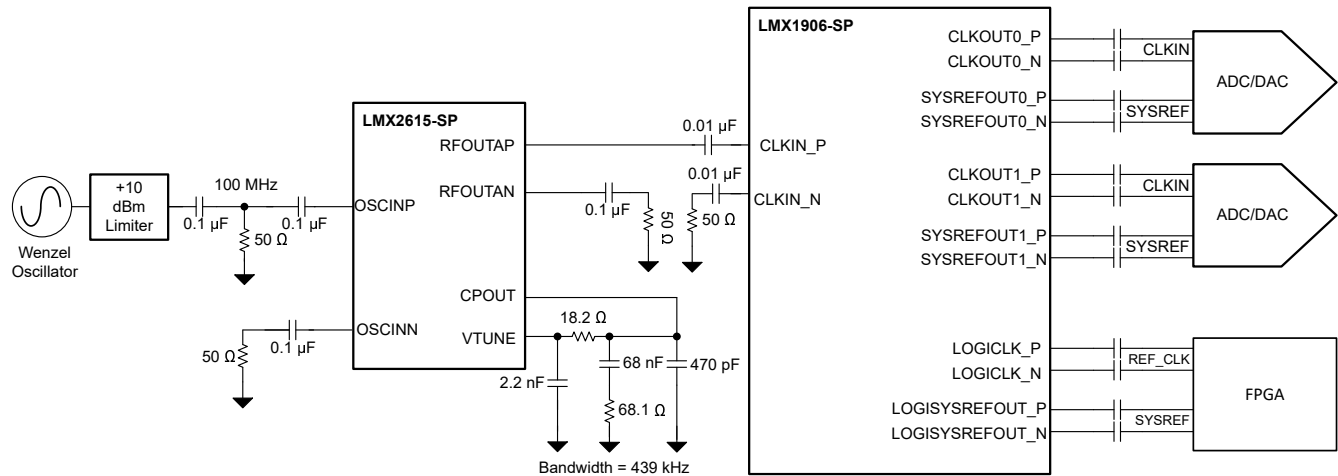 LMX1906-SP
CLKOUT0_P
CLKOUT0_N
CLKIN
SYSREFOUT0_P
SYSREFOUT0_N
SYSREF
ADC/DAC
LMX2615-SP
RFOUTAP
0.01 µF
CLKIN_P
RFOUTAN
0.1 µF
50 Ω
0.01 µF
50 Ω
CLKIN_N
CLKOUT1_P
CLKOUT1_N
CLKIN
SYSREFOUT1_P
SYSREFOUT1_N
SYSREF
ADC/DAC
Wenzel
Oscillator
+10
dBm
Limiter
0.1 µF
100 MHz
50 Ω
0.1 µF
OSCINP
OSCINN
0.1 µF
50 Ω
CPOUT
VTUNE
18.2 Ω
2.2 nF
68 nF
470 pF
68.1 Ω
Bandwidth = 439 kHz
LOGICLK_P
LOGICLK_N
REF_CLK
LOGISYSREFOUT_P
LOGISYSREFOUT_N
SYSREF
FPGA